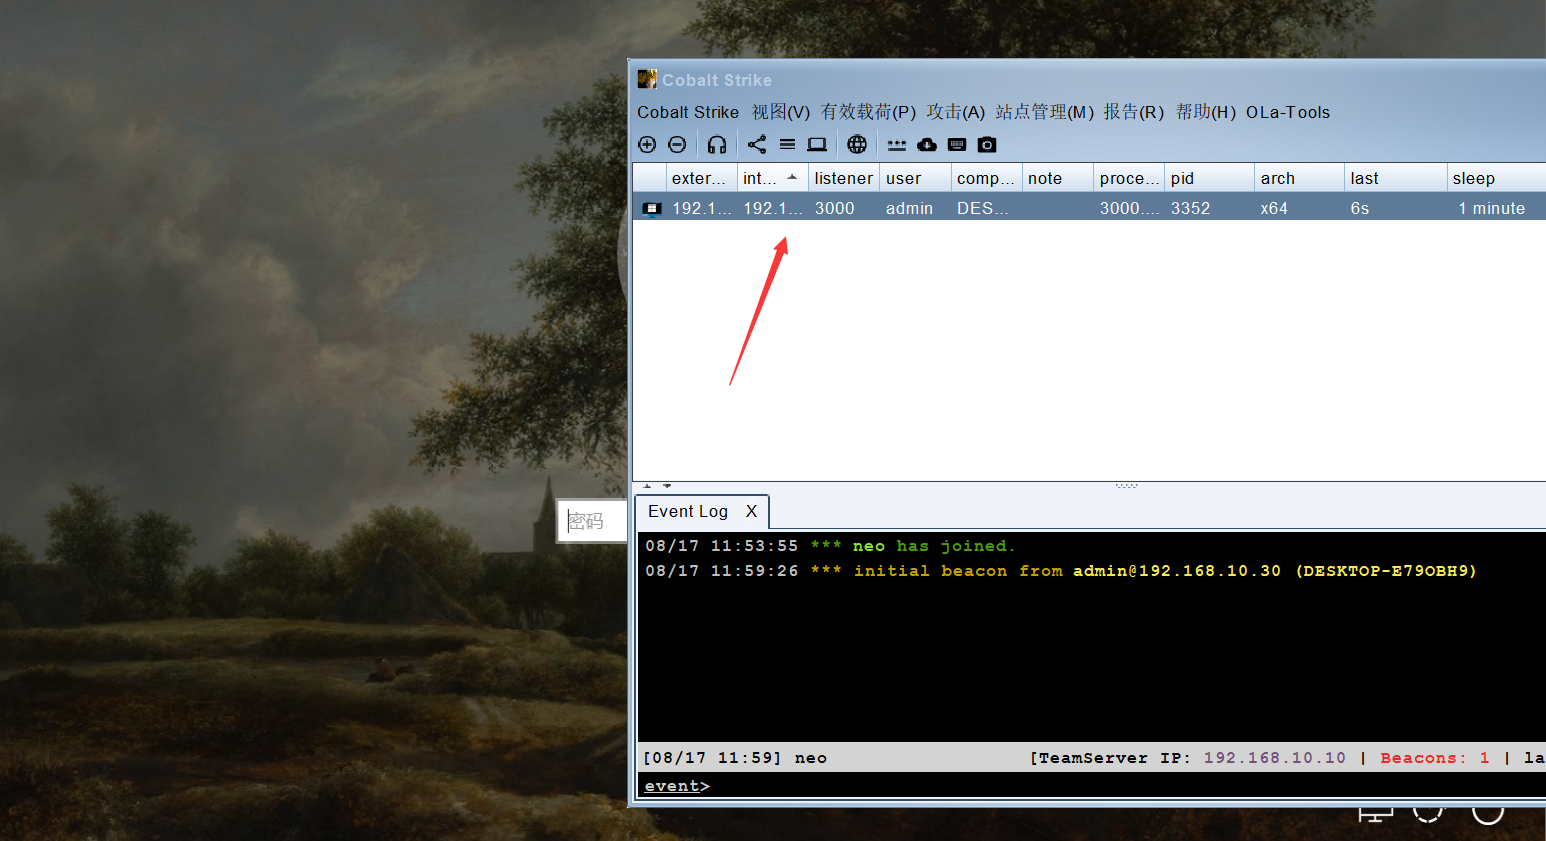 Cobalt Strike
Cobalt Strike 视图(V) 有效载荷(P) 攻击(A) 站点管理(M) 报告(R) 帮助(H) OLa-Tools
exter... int... listener user comp... note proce... pid arch last sleep
192.1... 192.1... 3000 admin DES... 3000.... 3352 x64 6s 1 minute
密码
Event Log X
08/17 11:53:55 *** neo has joined.
08/17 11:59:26 *** initial beacon from admin@192.168.10.30 (DESKTOP-E79OBH9)
[08/17 11:59] neo [TeamServer IP: 192.168.10.10 | Beacons: 1 | la
event>